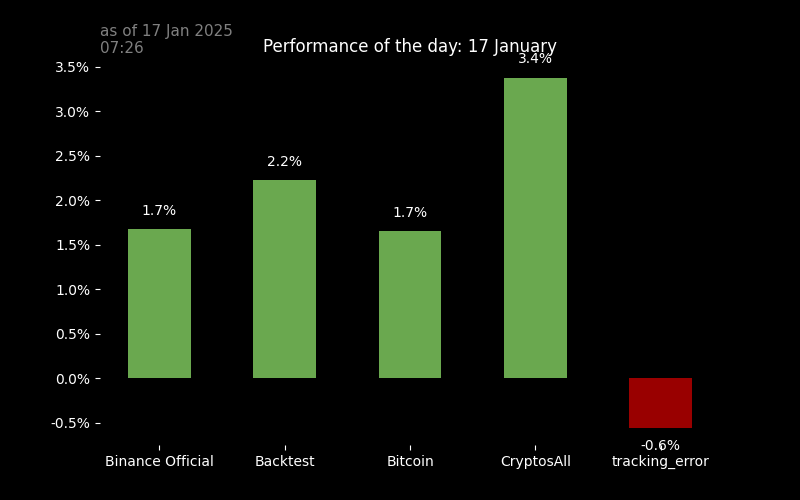 as of 17 Jan 2025
07:26
Performance of the day: 17 January
3.5%
3.0%
2.5%
2.0%
1.5%
1.0%
0.5%
0.0%
-0.5%
1.7%
2.2%
1.7%
3.4%
-0.6%
Binance Official
Backtest
Bitcoin
CryptosAll
tracking_error